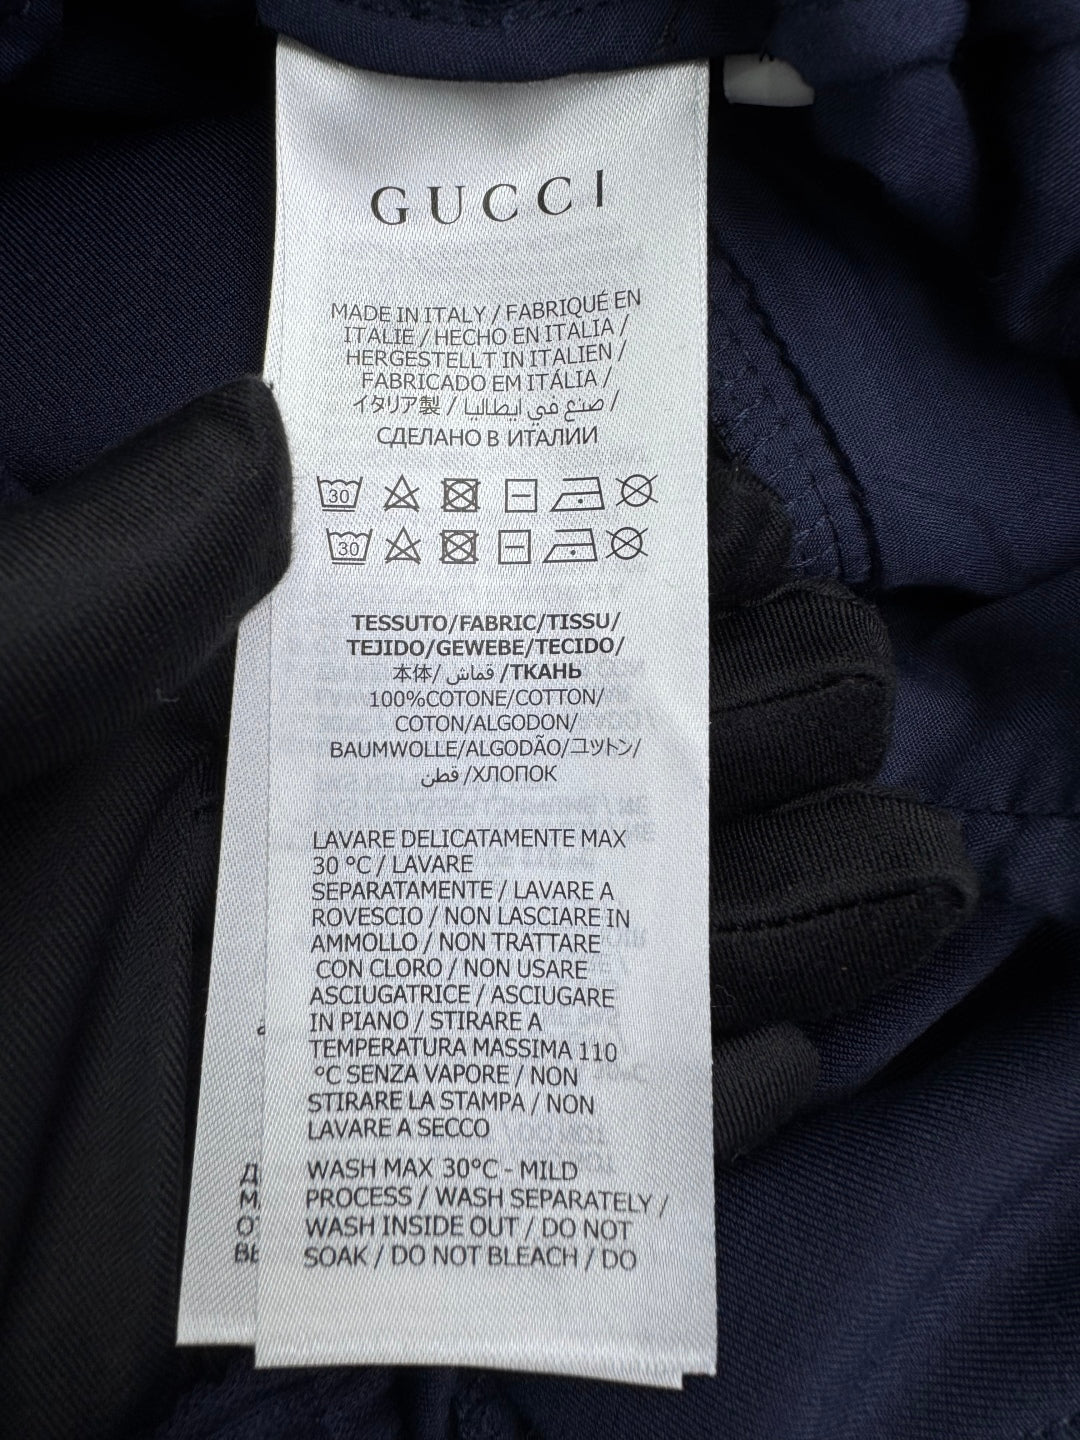 GUCCI
MADE IN ITALY / FABRIQUÉ EN
ITALIE / HECHO EN ITALIA /
HERGESTELLT IN ITALIEN /
FABRICADO EM ITÁLIA /
イタリア製 / صنع في ايطاليا /
СДЕЛАНО В ИТАЛИИ
30
30
TESSUTO/FABRIC/TISSU/
TEJIDO/GEWEBE/TECIDO/
本体/ قماش /ТКАНЬ
100%COTONE/COTTON/
COTON/ALGODON/
BAUMWOLLE/ALGODÃO/コットン/
قطن /ХЛОПОК
LAVARE DELICATAMENTE MAX
30 °C / LAVARE
SEPARATAMENTE / LAVARE A
ROVESCIO / NON LASCIARE IN
AMMOLLO / NON TRATTARE
CON CLORO / NON USARE
ASCIUGATRICE / ASCIUGARE
IN PIANO / STIRARE A
TEMPERATURA MASSIMA 110
°C SENZA VAPORE / NON
STIRARE LA STAMPA / NON
LAVARE A SECCO
WASH MAX 30°C - MILD
PROCESS / WASH SEPARATELY /
WASH INSIDE OUT / DO NOT
SOAK / DO NOT BLEACH / DO